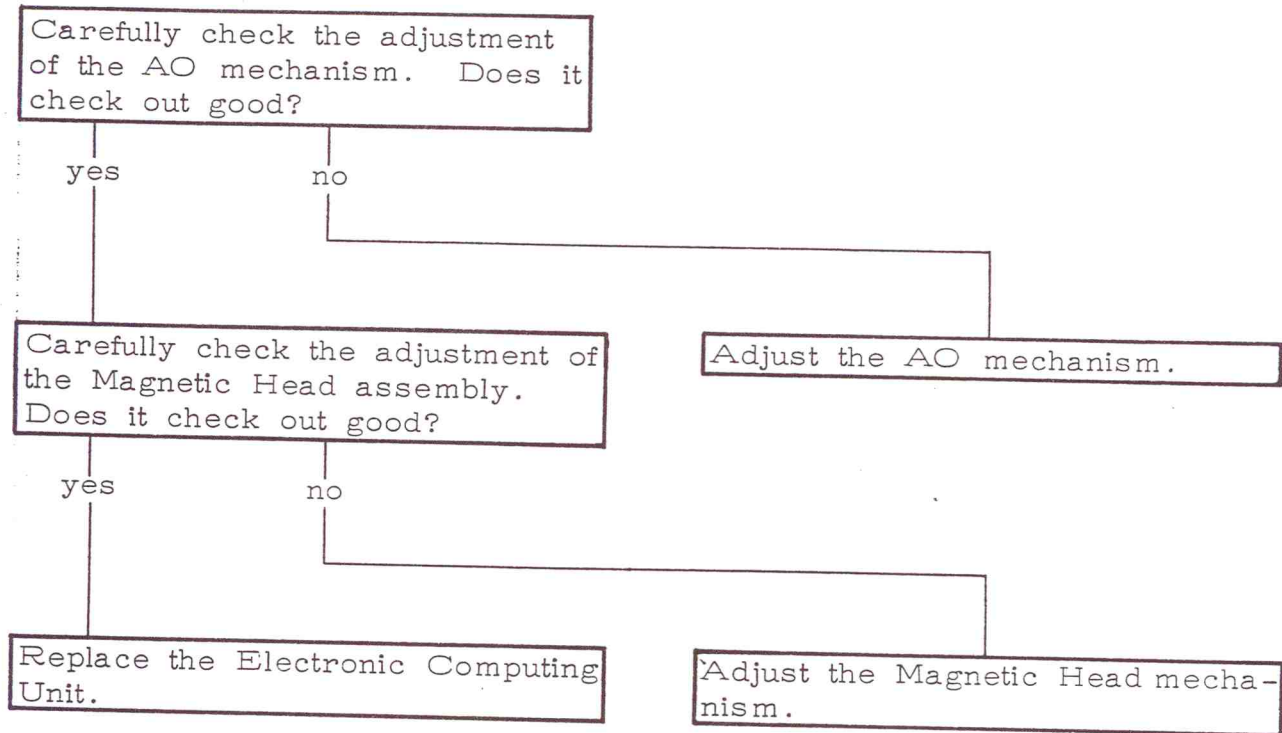 Carefully check the adjustment
of the AO mechanism. Does it
check out good?
yes
no
Carefully check the adjustment of
the Magnetic Head assembly.
Does it check out good?
Adjust the AO mechanism.
yes
no
Replace the Electronic Computing
Unit.
Adjust the Magnetic Head mecha-
nism.